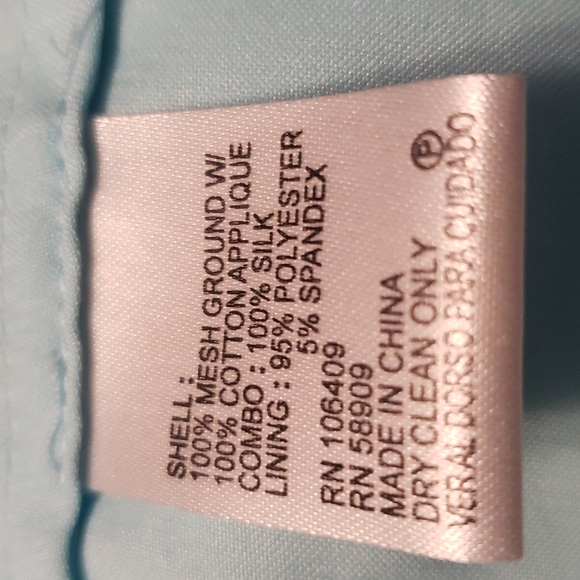 SHELL :
100% MESH GROUND W/
100% COTTON APPLIQUE
COMBO : 100% SILK
LINING : 95% POLYESTER
5% SPANDEX
RN 106409
RN 58909
MADE IN CHINA
DRY CLEAN ONLY Ⓟ
VER AL DORSO PARA CUIDADO